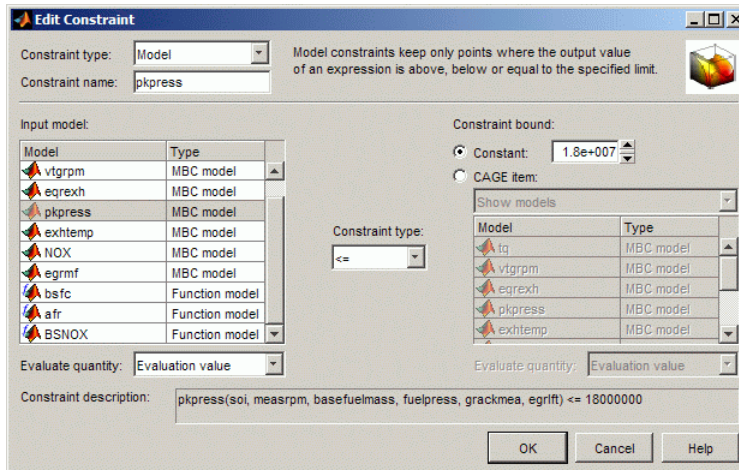 Edit Constraint
Constraint type: Model
Model constraints keep only points where the output value
of an expression is above, below or equal to the specified limit.
Constraint name: pkpress
Input model:
Model Type
vtgrpm MBC model
eqrexh MBC model
pkpress MBC model
exhtemp MBC model
NOX MBC model
egrmf MBC model
bsfc Function model
afr Function model
BSNOX Function model
Evaluate quantity: Evaluation value
Constraint type:
<=
Constraint bound:
Constant: 1.8e+007
CAGE item:
Show models
Model Type
tq MBC model
vtgrpm MBC model
eqrexh MBC model
pkpress MBC model
exhtemp MBC model
Evaluate quantity: Evaluation value
Constraint description: pkpress(soi, measrpm, basefuelmass, fuelpress, grackmea, egrlft) <= 18000000
OK Cancel Help